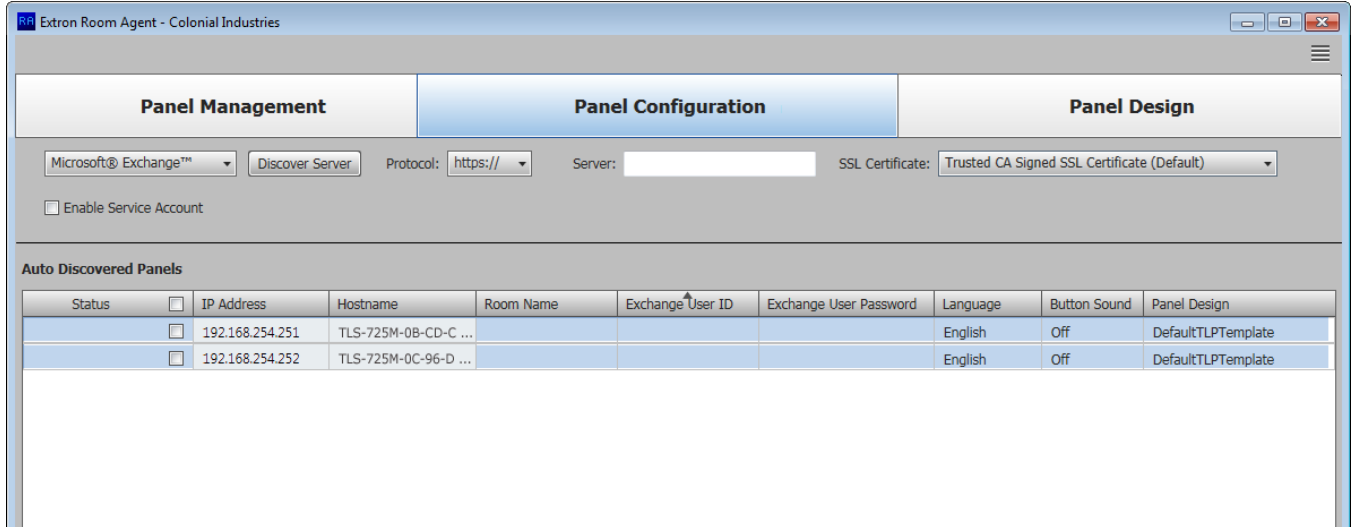 RA Extron Room Agent - Colonial Industries
Panel Management Panel Configuration Panel Design
Microsoft® Exchange™ Discover Server Protocol: https:// Server: SSL Certificate: Trusted CA Signed SSL Certificate (Default)
Enable Service Account
Auto Discovered Panels
Status IP Address Hostname Room Name Exchange User ID Exchange User Password Language Button Sound Panel Design
192.168.254.251 TLS-725M-0B-CD-C ... English Off DefaultTLPTemplate
192.168.254.252 TLS-725M-0C-96-D ... English Off DefaultTLPTemplate